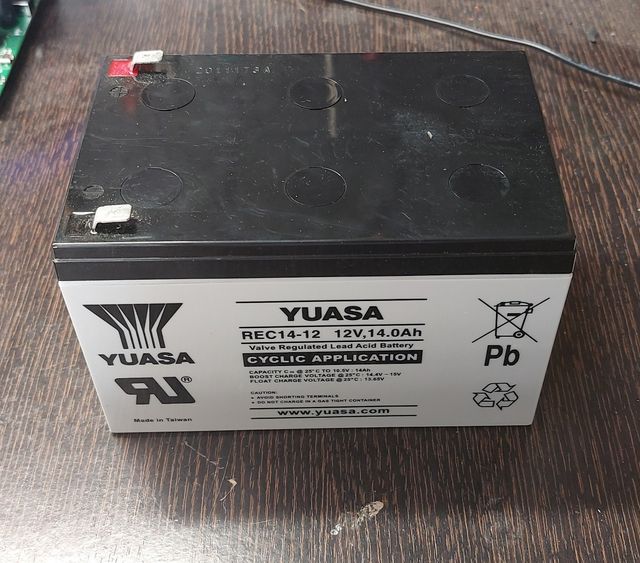 YUASA
YUASA
REC14-12 12V,14.0Ah
Valve Regulated Lead Acid Battery
CYCLIC APPLICATION
CAPACITY C₂₀ @ 25°C TO 10.5V : 14Ah
BOOST CHARGE VOLTAGE @ 25°C : 14.4V ~ 15V
FLOAT CHARGE VOLTAGE @ 25°C : 13.65V
CAUTION:
• AVOID SHORTING TERMINALS
• DO NOT CHARGE IN A GAS TIGHT CONTAINER
www.yuasa.com
Made in Taiwan
Pb